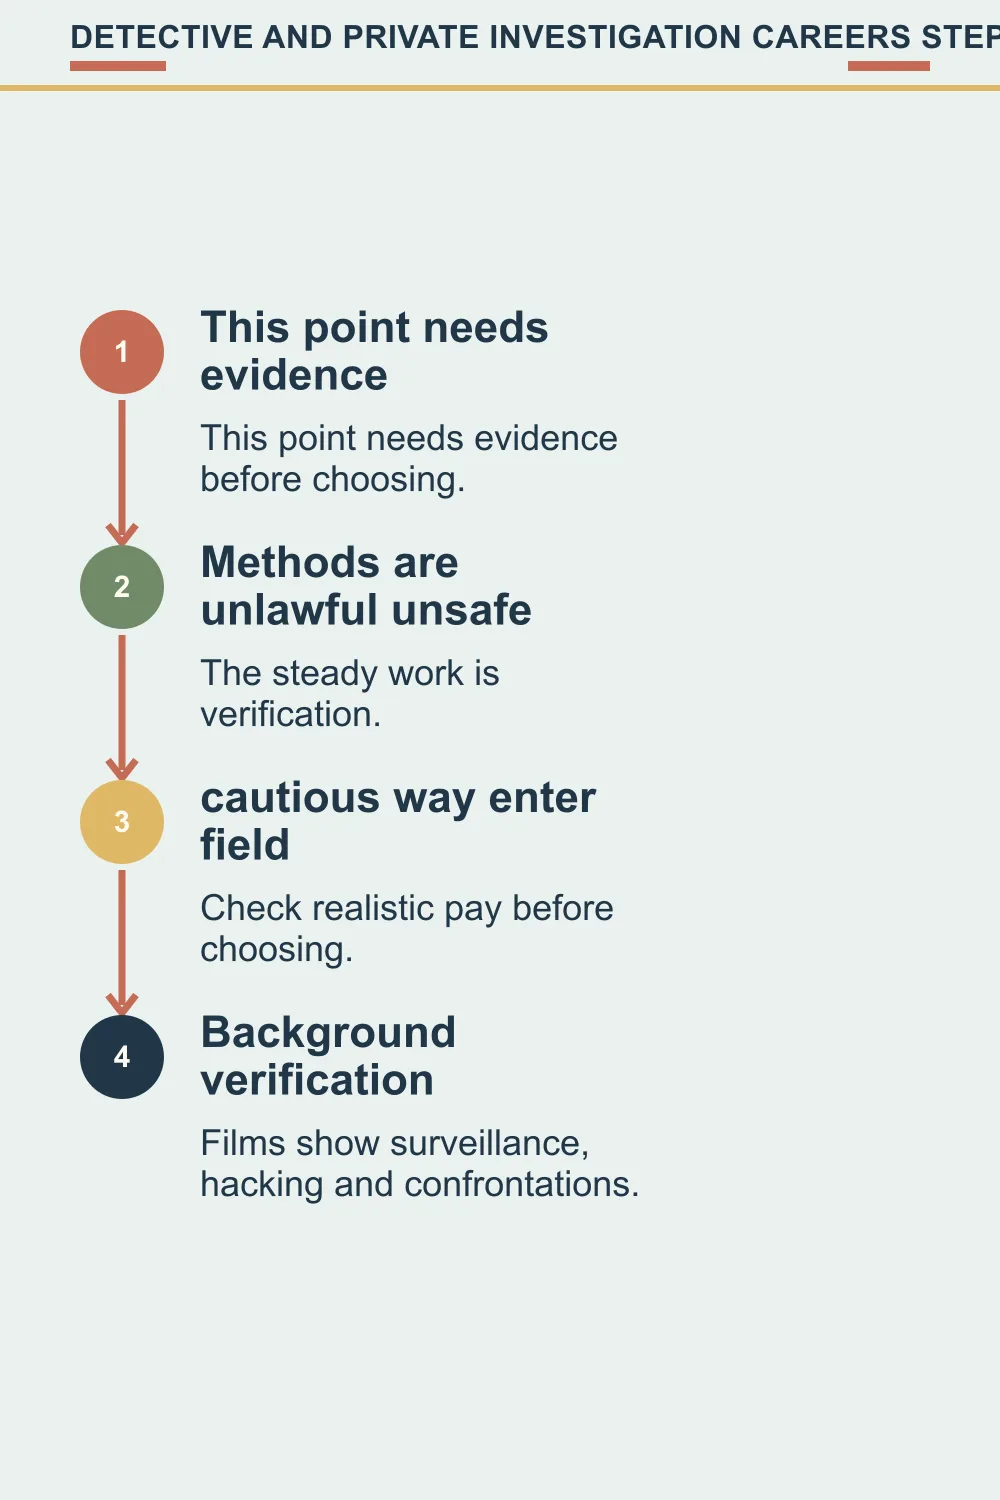 DETECTIVE AND PRIVATE INVESTIGATION CAREERS STEP
1
This point needs
evidence
This point needs evidence
before choosing.
2
Methods are
unlawful unsafe
The steady work is
verification.
3
cautious way enter
field
Check realistic pay before
choosing.
4
Background
verification
Films show surveillance,
hacking and confrontations.